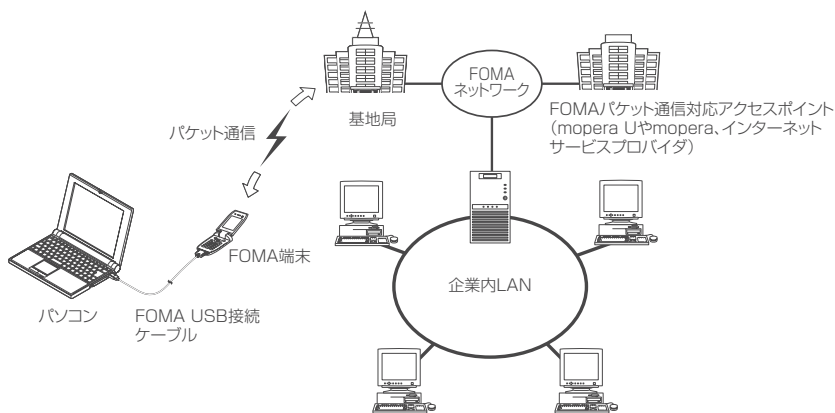 FOMA
ネットワーク
基地局
FOMAパケット通信対応アクセスポイント
（mopera Uやmopera、インターネット
サービスプロバイダ）
パケット通信
FOMA端末
企業内LAN
パソコン
FOMA USB接続
ケーブル